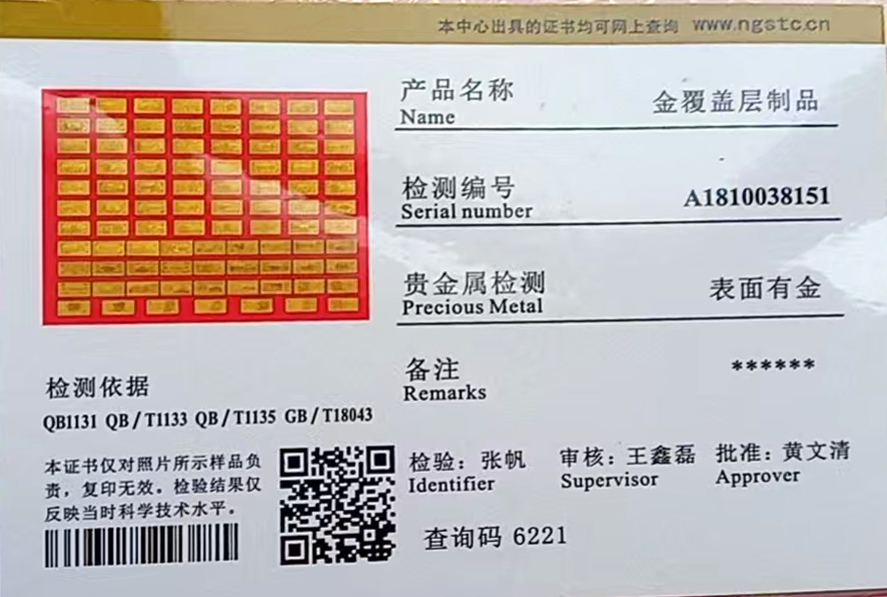 本中心出具的证书均可网上查询 www.ngstc.cn
产品名称 金覆盖层制品
Name
检测编号 A1810038151
Serial number
贵金属检测 表面有金
Precious Metal
备注 ******
Remarks
检测依据
QB1131 QB/T1133 QB/T1135 GB/T18043
本证书仅对照片所示样品负
责，复印无效。检验结果仅
反映当时科学技术水平。
检验：张帆 审核：王鑫磊 批准：黄文清
Identifier Supervisor Approver
查询码 6221